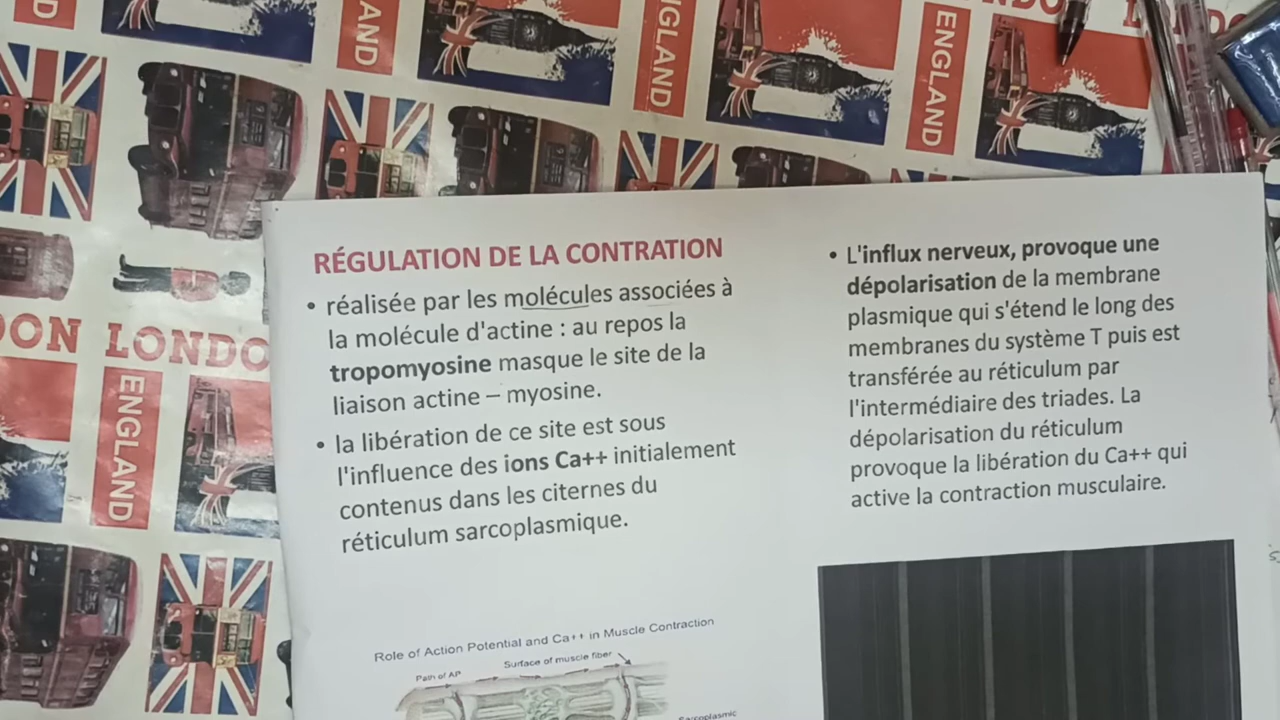 LONDON
ENGLAND
ENGLAND
ENGLAND
LONDON
ENGLAND
RÉGULATION DE LA CONTRATION
• réalisée par les molécules associées à
la molécule d'actine : au repos la
tropomyosine masque le site de la
liaison actine – myosine.
• la libération de ce site est sous
l'influence des ions Ca++ initialement
contenus dans les citernes du
réticulum sarcoplasmique.
• L'influx nerveux, provoque une
dépolarisation de la membrane
plasmique qui s'étend le long des
membranes du système T puis est
transférée au réticulum par
l'intermédiaire des triades. La
dépolarisation du réticulum
provoque la libération du Ca++ qui
active la contraction musculaire.
Role of Action Potential and Ca++ in Muscle Contraction
Path of AP
Surface of muscle fiber
Sarcoplasmic